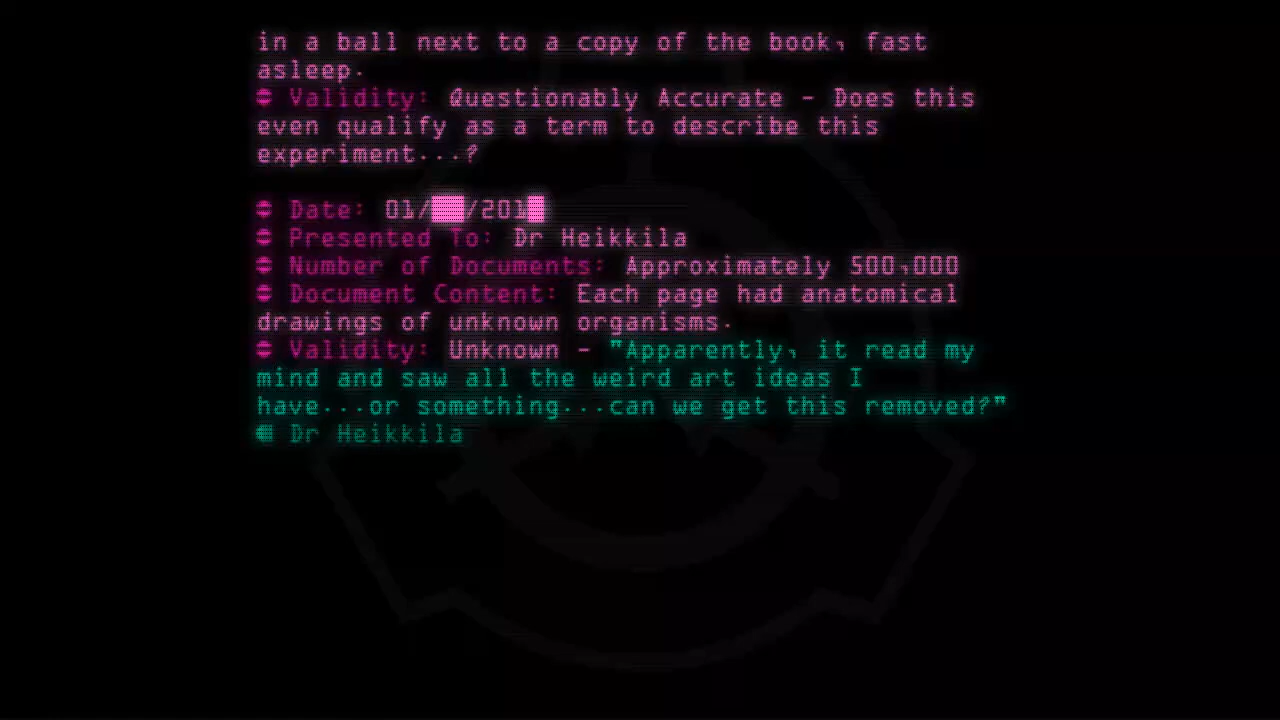 in a ball next to a copy of the book, fast
asleep.
Validity: Questionably Accurate - Does this
even qualify as a term to describe this
experiment...?
Date: 01/██/201█
Presented To: Dr Heikkila
Number of Documents: Approximately 500,000
Document Content: Each page had anatomical
drawings of unknown organisms.
Validity: Unknown - "Apparently, it read my
mind and saw all the weird art ideas I
have...or something...can we get this removed?"
Dr Heikkila